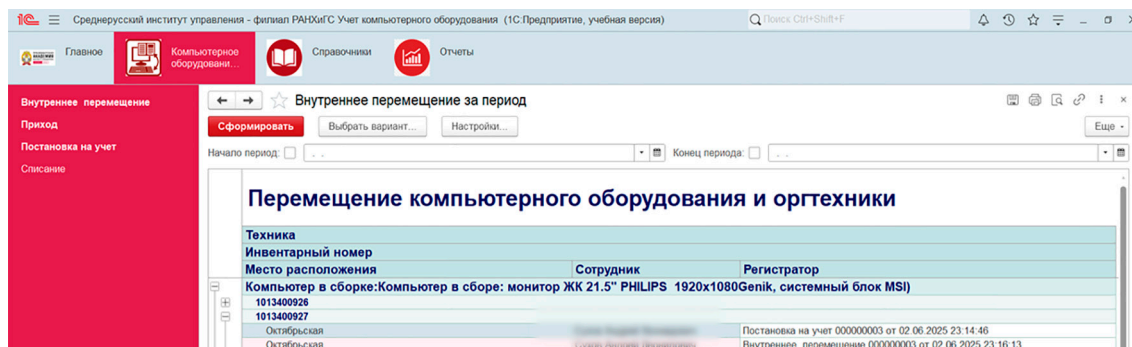 Среднерусский институт управления - филиал РАНХиГС Учет компьютерного оборудования (1С:Предприятие, учебная версия)
Поиск Ctrl+Shift+F
Главное
Компьютерное оборудовани...
Справочники
Отчеты
Внутреннее перемещение
Приход
Постановка на учет
Списание
Внутреннее перемещение за период
Сформировать Выбрать вариант... Настройки... Еще
Начало период: . . Конец периода: . .
Перемещение компьютерного оборудования и оргтехники
Техника
Инвентарный номер
Место расположения Сотрудник Регистратор
Компьютер в сборке:Компьютер в сборе: монитор ЖК 21.5" PHILIPS 1920x1080Genik, системный блок MSI)
1013400926
1013400927
Октябрьская Постановка на учет 000000003 от 02.06.2025 23:14:46
Октябрьская Внутреннее перемещение 000000003 от 02.06.2025 23:16:13